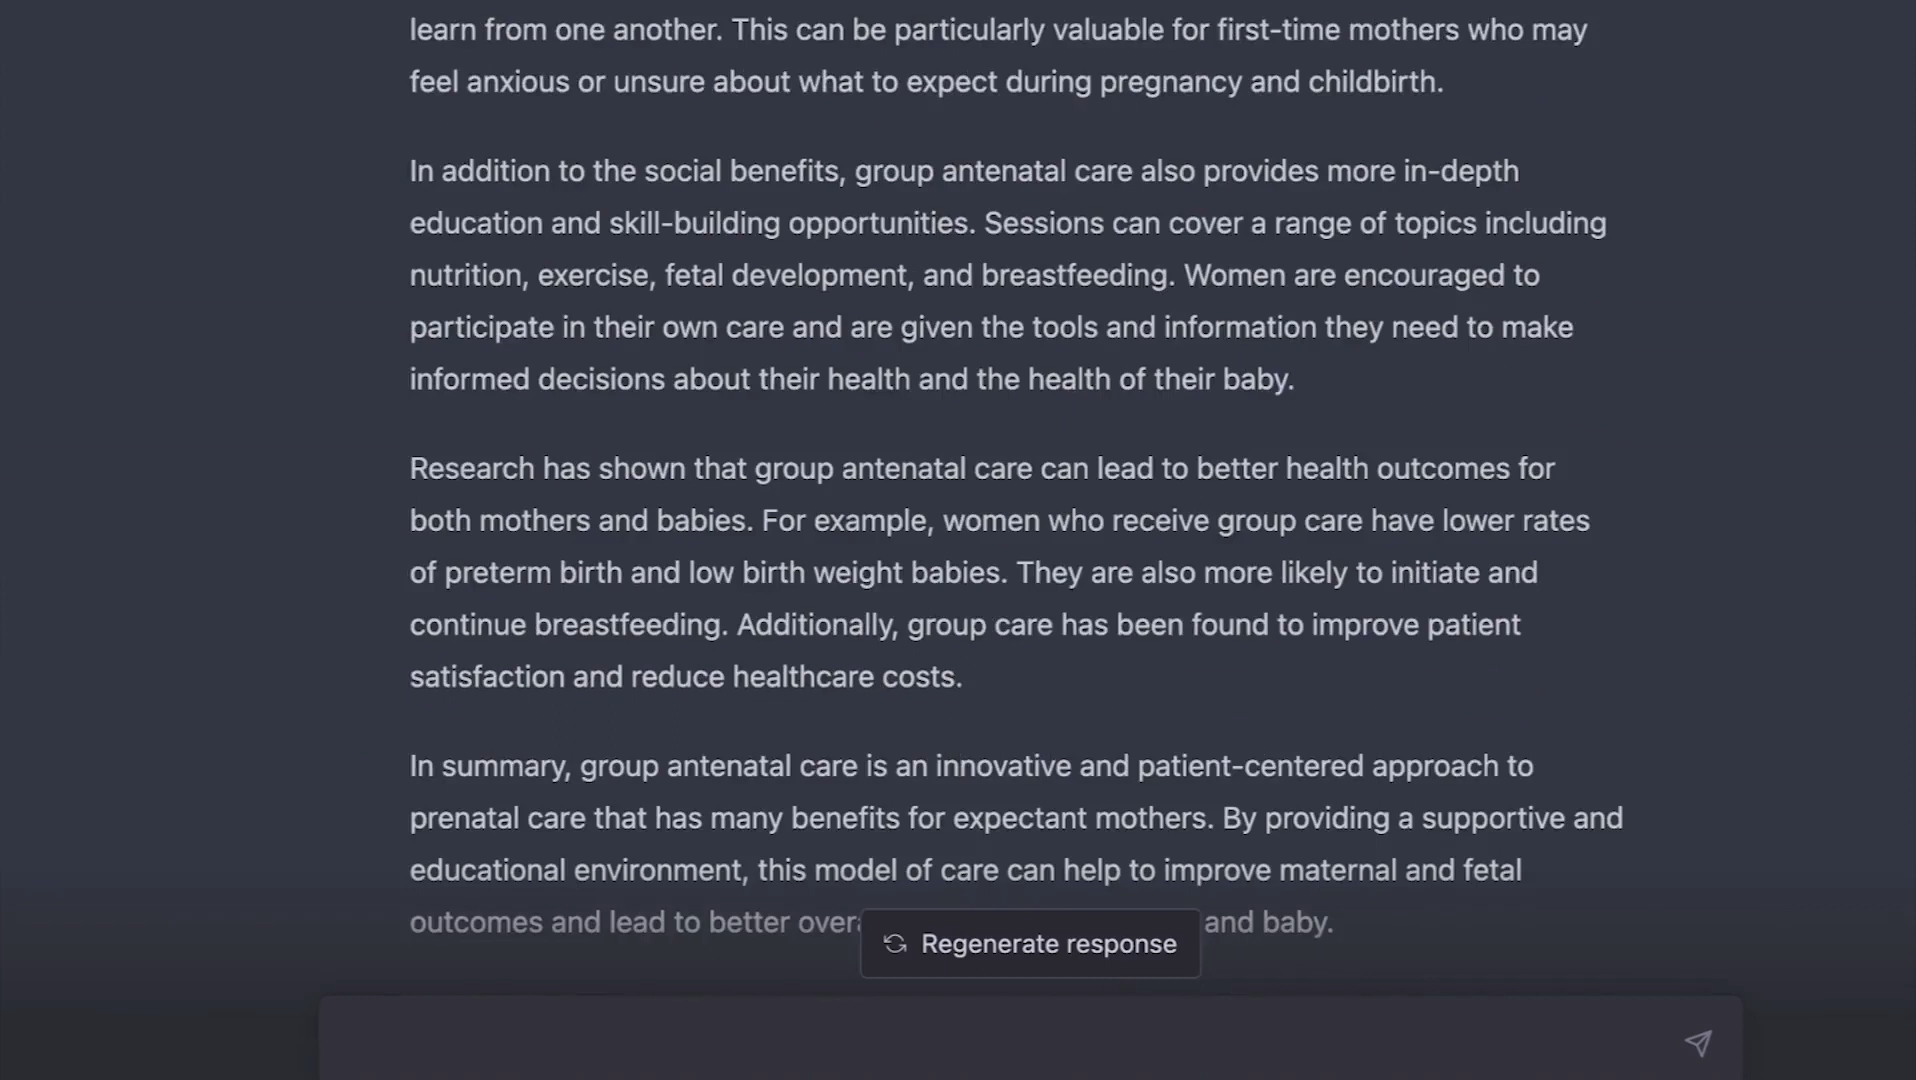 learn from one another. This can be particularly valuable for first-time mothers who may
feel anxious or unsure about what to expect during pregnancy and childbirth.
In addition to the social benefits, group antenatal care also provides more in-depth
education and skill-building opportunities. Sessions can cover a range of topics including
nutrition, exercise, fetal development, and breastfeeding. Women are encouraged to
participate in their own care and are given the tools and information they need to make
informed decisions about their health and the health of their baby.
Research has shown that group antenatal care can lead to better health outcomes for
both mothers and babies. For example, women who receive group care have lower rates
of preterm birth and low birth weight babies. They are also more likely to initiate and
continue breastfeeding. Additionally, group care has been found to improve patient
satisfaction and reduce healthcare costs.
In summary, group antenatal care is an innovative and patient-centered approach to
prenatal care that has many benefits for expectant mothers. By providing a supportive and
educational environment, this model of care can help to improve maternal and fetal
outcomes and lead to better and baby.
Regenerate response